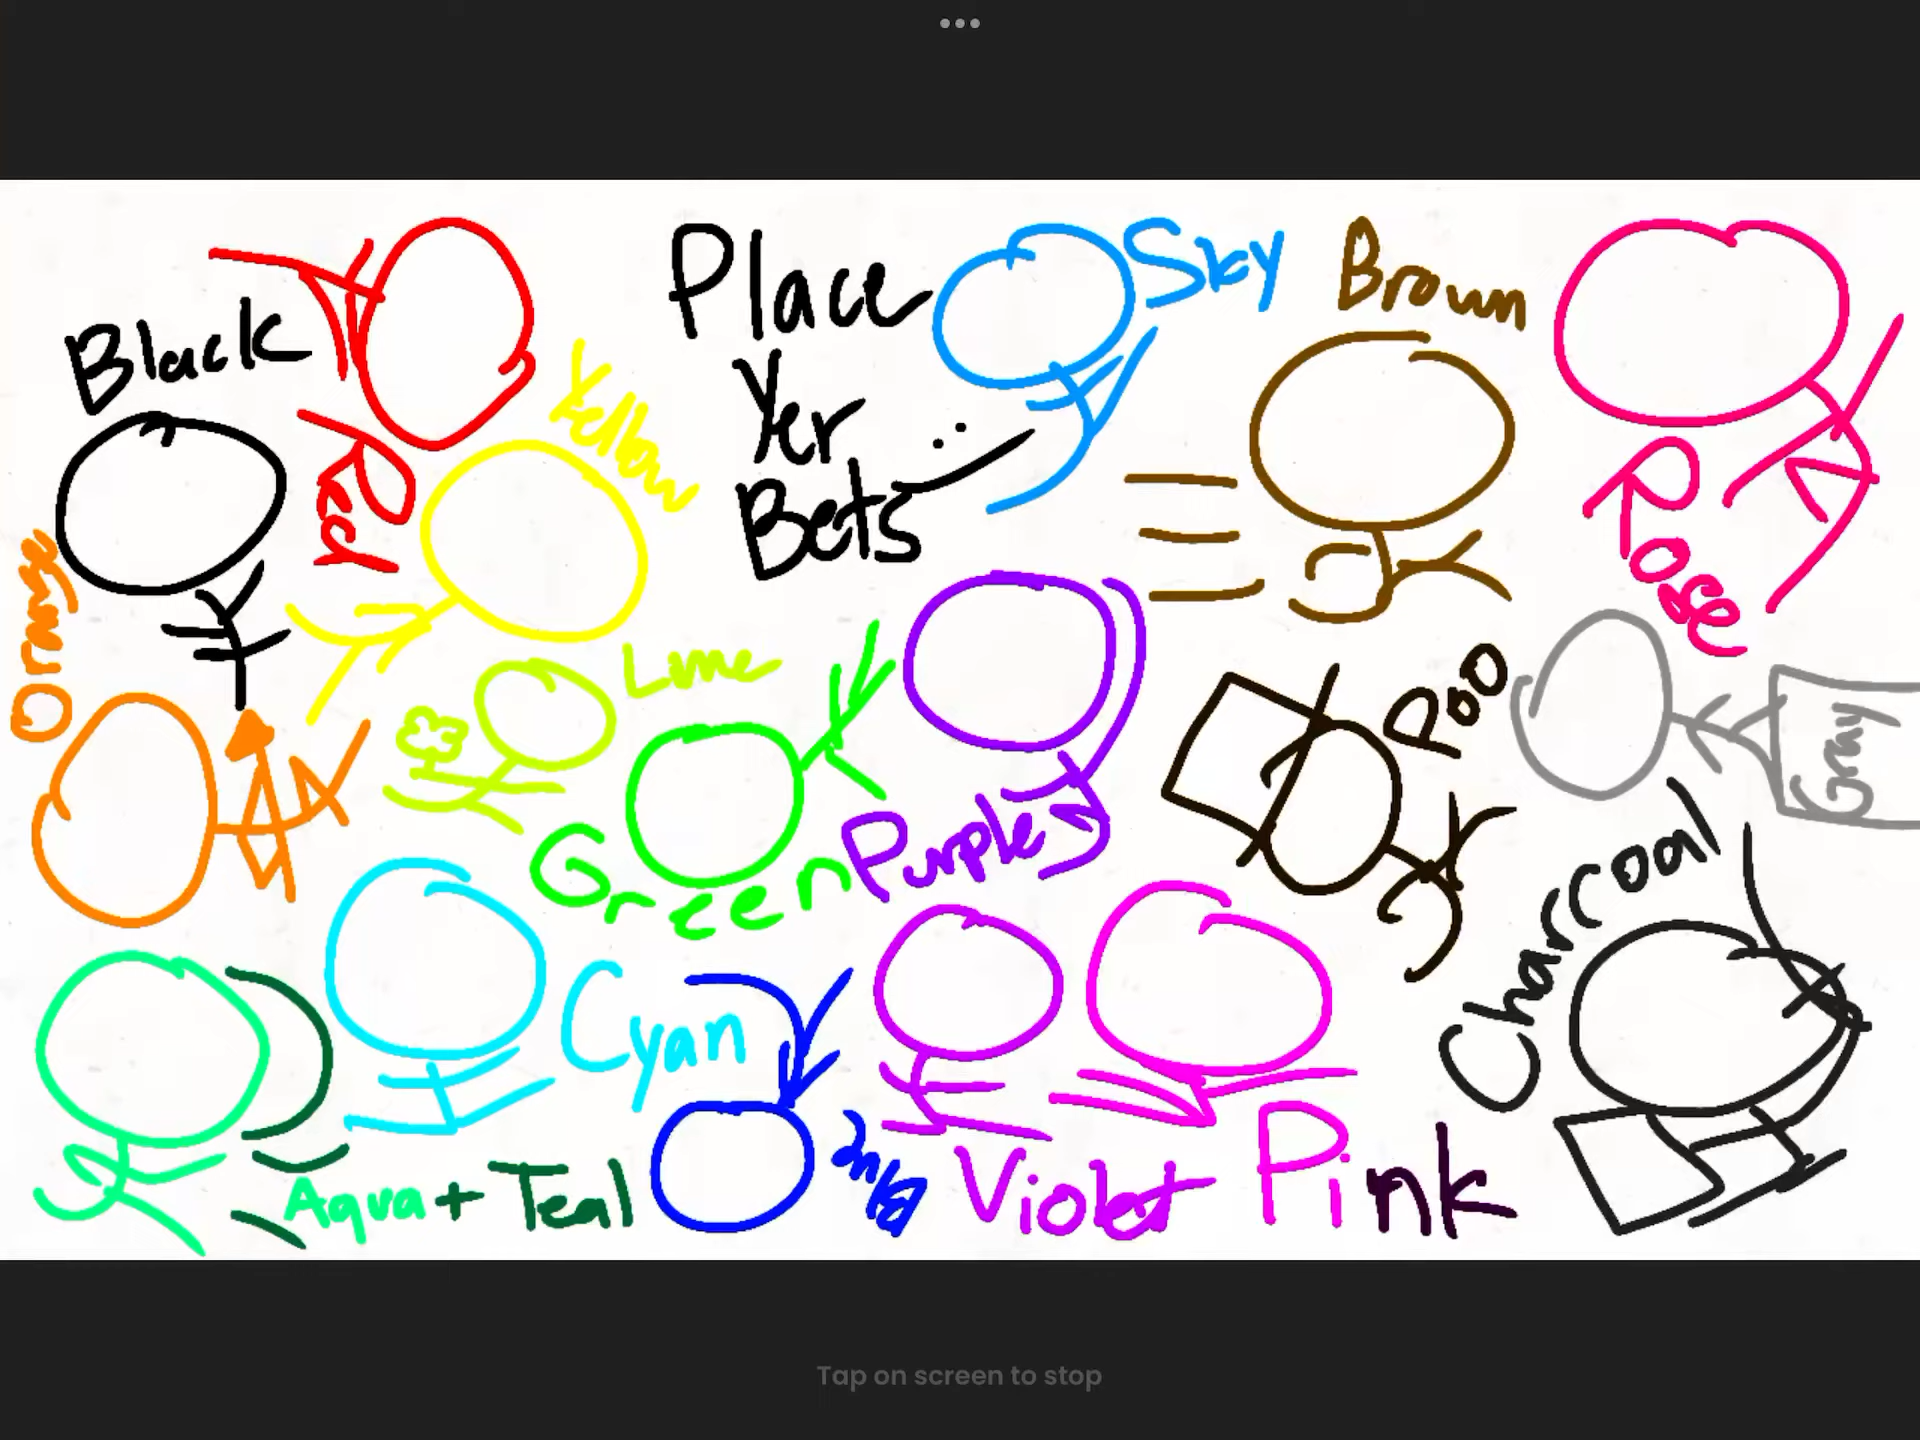 Place
Yer
Bets
Sky
Brown
Black
Red
Yellow
Rose
Orange
Lime
Poo
Gray
Green
Purple
Charcoal
Cyan
Aqua + Teal
Violet
Pink
Tap on screen to stop